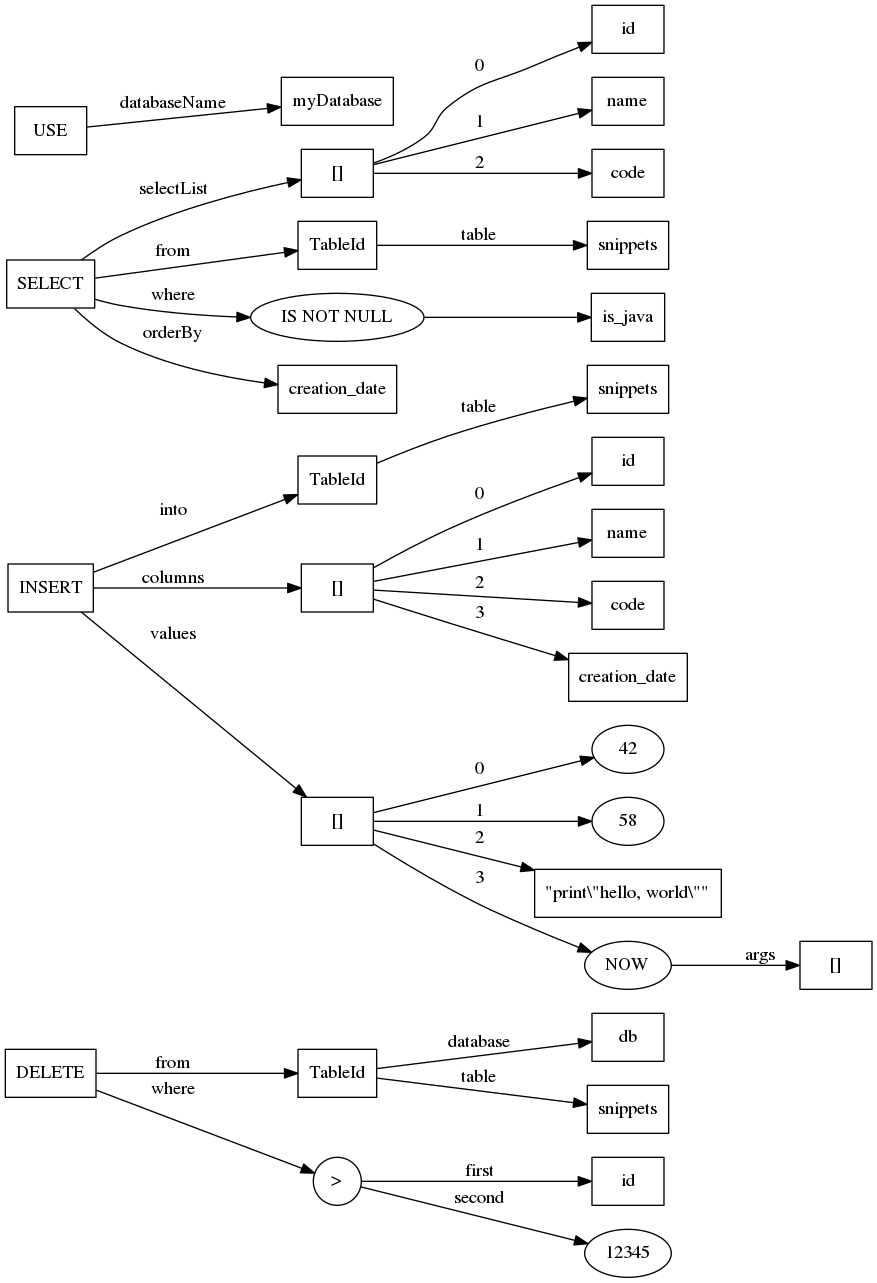 id
0
databaseName
myDatabase
name
1
USE
2
[]
code
selectList
from
TableId
table
snippets
SELECT
where
IS NOT NULL
is_java
orderBy
creation_date
snippets
table
TableId
id
into
0
name
1
INSERT
columns
[]
2
code
3
values
creation_date
42
0
[]
1
58
2
"print\"hello, world\""
3
NOW
args
[]
database
db
DELETE
from
TableId
table
where
snippets
>
first
id
second
12345